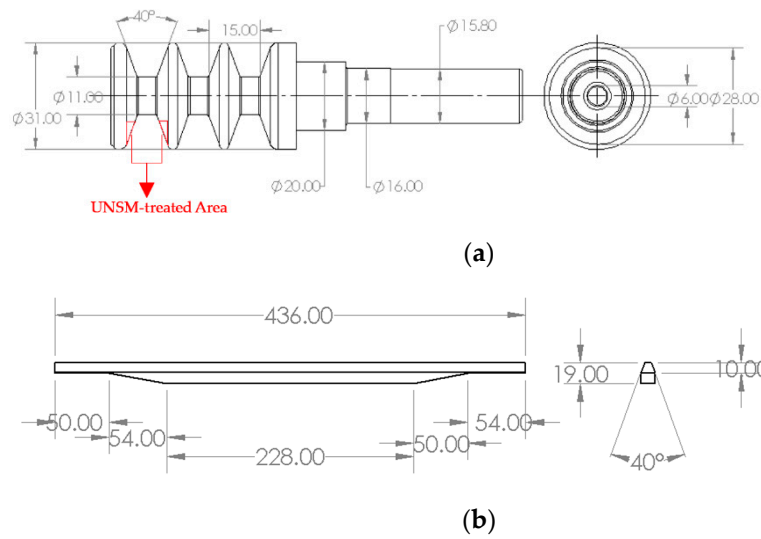 40° 15.00 Ø15.80
Ø11.00 Ø6.00 Ø28.00
Ø31.00
Ø20.00 Ø16.00
UNSM-treated Area
(a)
436.00
19.00 10.00
50.00 54.00
54.00 50.00
228.00 40°
(b)